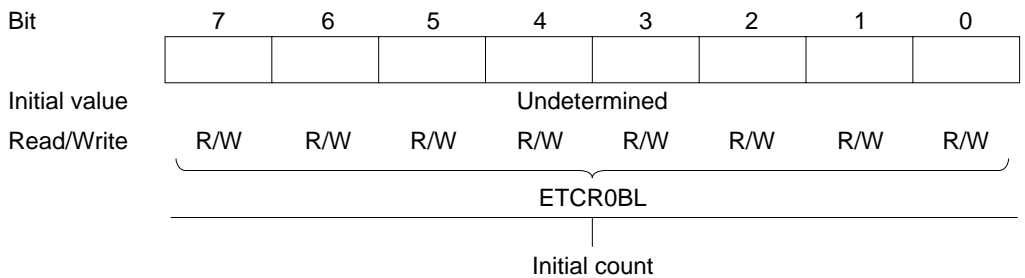 Bit 7 6 5 4 3 2 1 0
Initial value Undetermined
Read/Write R/W R/W R/W R/W R/W R/W R/W R/W
ETCR0BL
Initial count